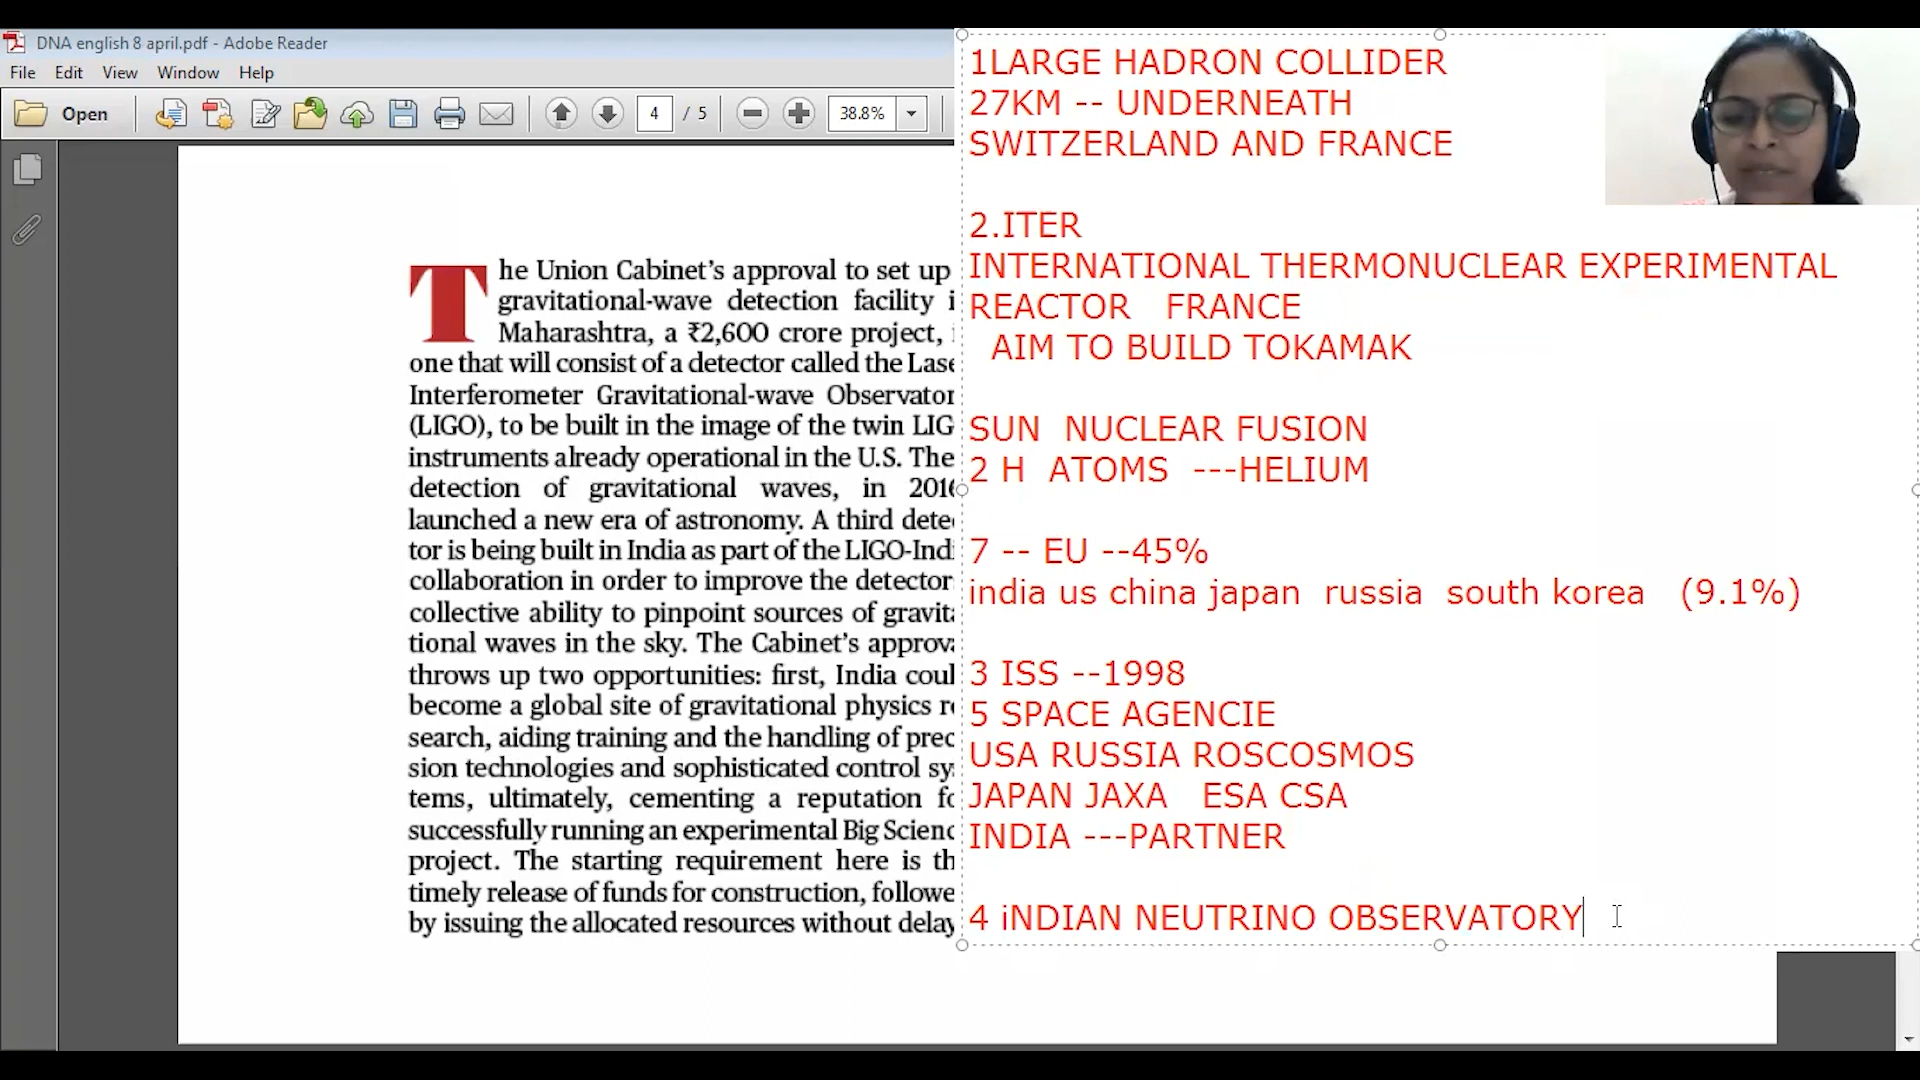 DNA english 8 april.pdf - Adobe Reader
File Edit View Window Help
Open 4 / 5 38.8%
The Union Cabinet's approval to set up
gravitational-wave detection facility i
Maharashtra, a ₹2,600 crore project,
one that will consist of a detector called the Lase
Interferometer Gravitational-wave Observator
(LIGO), to be built in the image of the twin LIG
instruments already operational in the U.S. The
detection of gravitational waves, in 2016
launched a new era of astronomy. A third dete
tor is being built in India as part of the LIGO-Indi
collaboration in order to improve the detector
collective ability to pinpoint sources of gravita
tional waves in the sky. The Cabinet's approva
throws up two opportunities: first, India coul
become a global site of gravitational physics re
search, aiding training and the handling of prec
sion technologies and sophisticated control sy
tems, ultimately, cementing a reputation fo
successfully running an experimental Big Scienc
project. The starting requirement here is th
timely release of funds for construction, followe
by issuing the allocated resources without delay
1LARGE HADRON COLLIDER
27KM -- UNDERNEATH
SWITZERLAND AND FRANCE
2.ITER
INTERNATIONAL THERMONUCLEAR EXPERIMENTAL
REACTOR FRANCE
AIM TO BUILD TOKAMAK
SUN NUCLEAR FUSION
2 H ATOMS ---HELIUM
7 -- EU --45%
india us china japan russia south korea (9.1%)
3 ISS --1998
5 SPACE AGENCIE
USA RUSSIA ROSCOSMOS
JAPAN JAXA ESA CSA
INDIA ---PARTNER
4 iNDIAN NEUTRINO OBSERVATORY